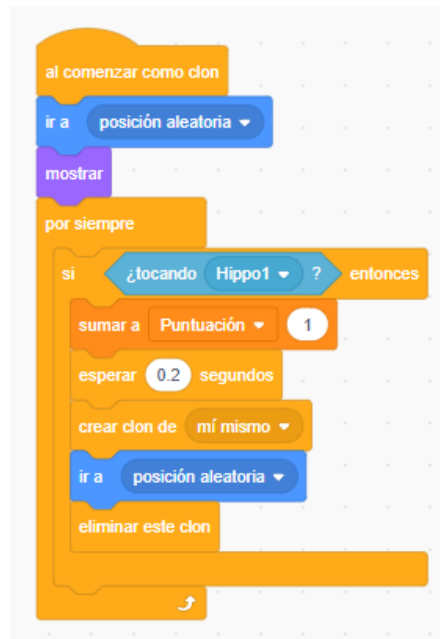 al comenzar como clon
ir a posición aleatoria
mostrar
por siempre
si ¿tocando Hippo1 ? entonces
sumar a Puntuación 1
esperar 0.2 segundos
crear clon de mí mismo
ir a posición aleatoria
eliminar este clon